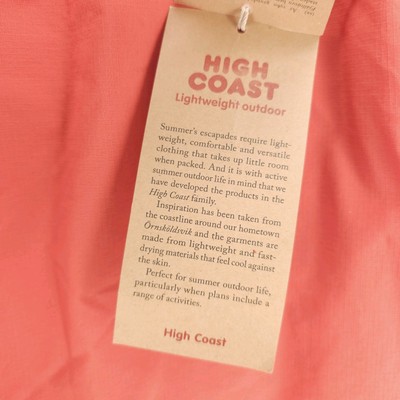 HIGH
COAST
Lightweight outdoor
Summer's escapades require light-
weight, comfortable and versatile
clothing that takes up little room
when packed. And it is with active
summer outdoor life in mind that we
have developed the products in the
High Coast family.
Inspiration has been taken from
the coastline around our hometown
Örnsköldsvik and the garments are
made from lightweight and fast-
drying materials that feel cool against
the skin.
Perfect for summer outdoor life,
particularly when plans include a
range of activities.
High Coast